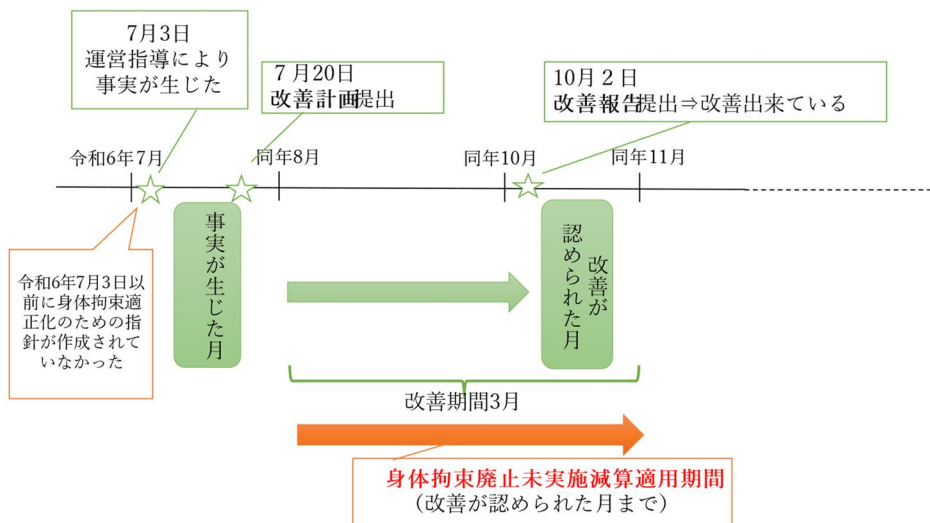 7月3日
運営指導により
事実が生じた
7月20日
改善計画提出
10月2日
改善報告提出⇒改善出来ている
令和6年7月
同年8月
同年10月
同年11月
令和6年7月3日以
前に身体拘束適
正化のための指
針が作成されて
いなかった
事実が生じた月
改善が
認められた月
改善期間3月
身体拘束廃止未実施減算適用期間
（改善が認められた月まで）